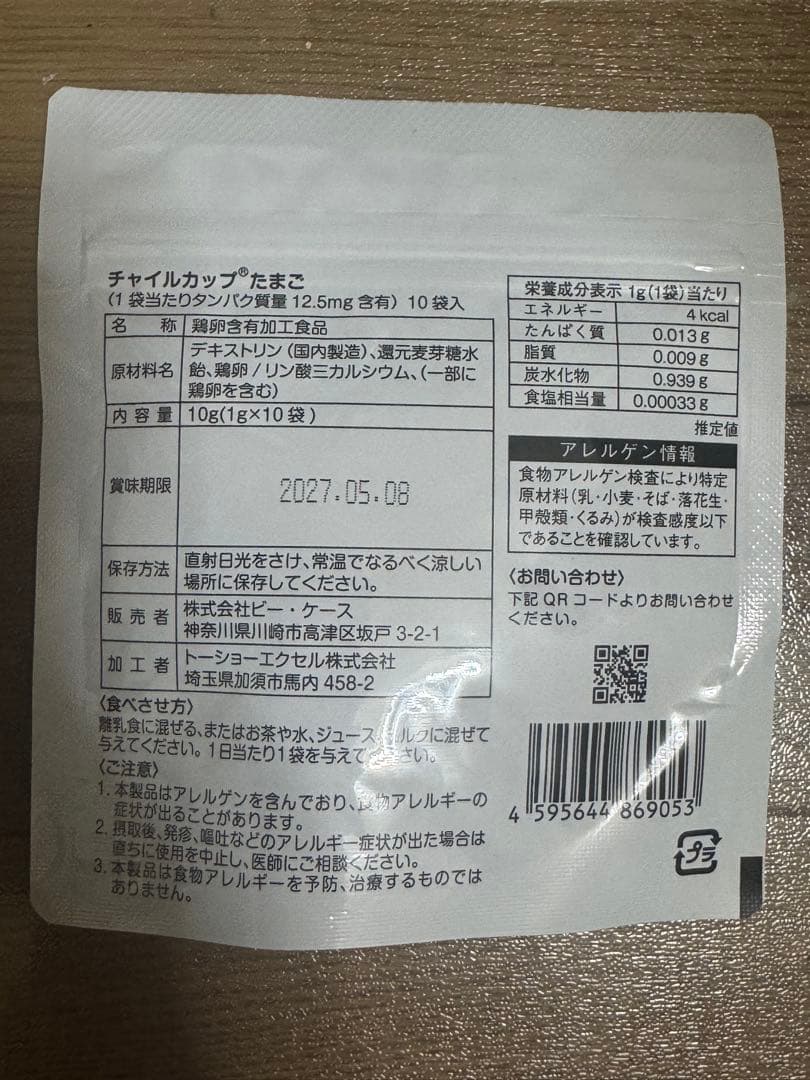 チャイルカップ®たまご
(1袋当たりタンパク質量 12.5mg 含有) 10袋入
名称 鶏卵含有加工食品
原材料名 デキストリン(国内製造)、還元麦芽糖水
飴、鶏卵/リン酸三カルシウム、(一部に
鶏卵を含む)
内容量 10g(1g×10袋)
賞味期限 2027.05.08
保存方法 直射日光をさけ、常温でなるべく涼しい
場所に保存してください。
販売者 株式会社ビー・ケース
神奈川県川崎市高津区坂戸 3-2-1
加工者 トーショーエクセル株式会社
埼玉県加須市馬内 458-2
〈食べさせ方〉
離乳食に混ぜる、またはお茶や水、ジュース、ミルクに混ぜて
与えてください。1日当たり1袋を与えてください。
〈ご注意〉
1. 本製品はアレルゲンを含んでおり、食物アレルギーの
症状が出ることがあります。
2. 摂取後、発疹、嘔吐などのアレルギー症状が出た場合は
直ちに使用を中止し、医師にご相談ください。
3. 本製品は食物アレルギーを予防、治療するものでは
ありません。
栄養成分表示 1g(1袋)当たり
エネルギー 4kcal
たんぱく質 0.013g
脂質 0.009g
炭水化物 0.939g
食塩相当量 0.00033g
推定値
アレルゲン情報
食物アレルゲン検査により特定
原材料(乳・小麦・そば・落花生・
甲殻類・くるみ)が検査感度以下
であることを確認しています。
〈お問い合わせ〉
下記QRコードよりお問い合わせ
ください。
4 595644 869053
プラ